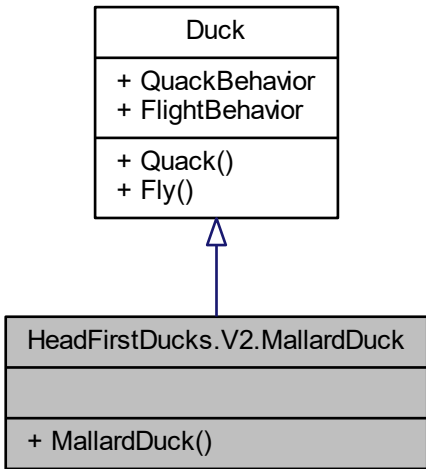 Duck
+ QuackBehavior
+ FlightBehavior
+ Quack()
+ Fly()
HeadFirstDucks.V2.MallardDuck
+ MallardDuck()